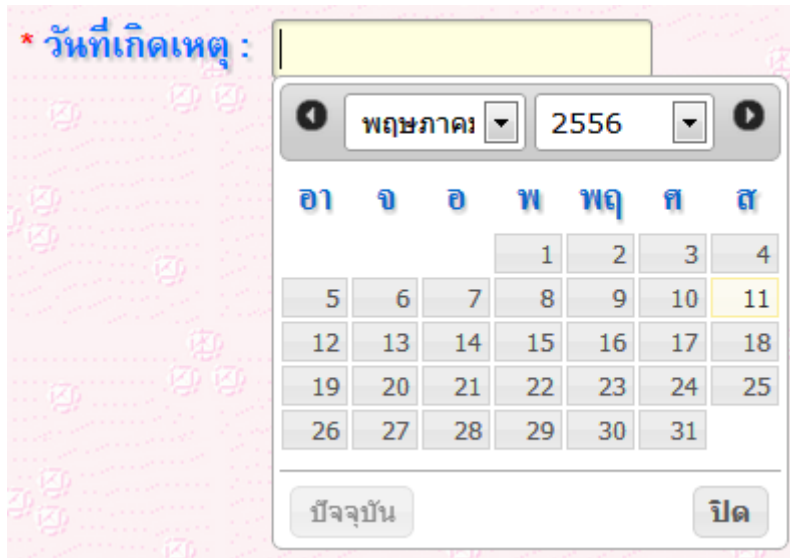 * วันที่เกิดเหตุ :
พฤษภาคม 2556
อา จ อ พ พฤ ศ ส
1 2 3 4
5 6 7 8 9 10 11
12 13 14 15 16 17 18
19 20 21 22 23 24 25
26 27 28 29 30 31
ปัจจุบัน ปิด